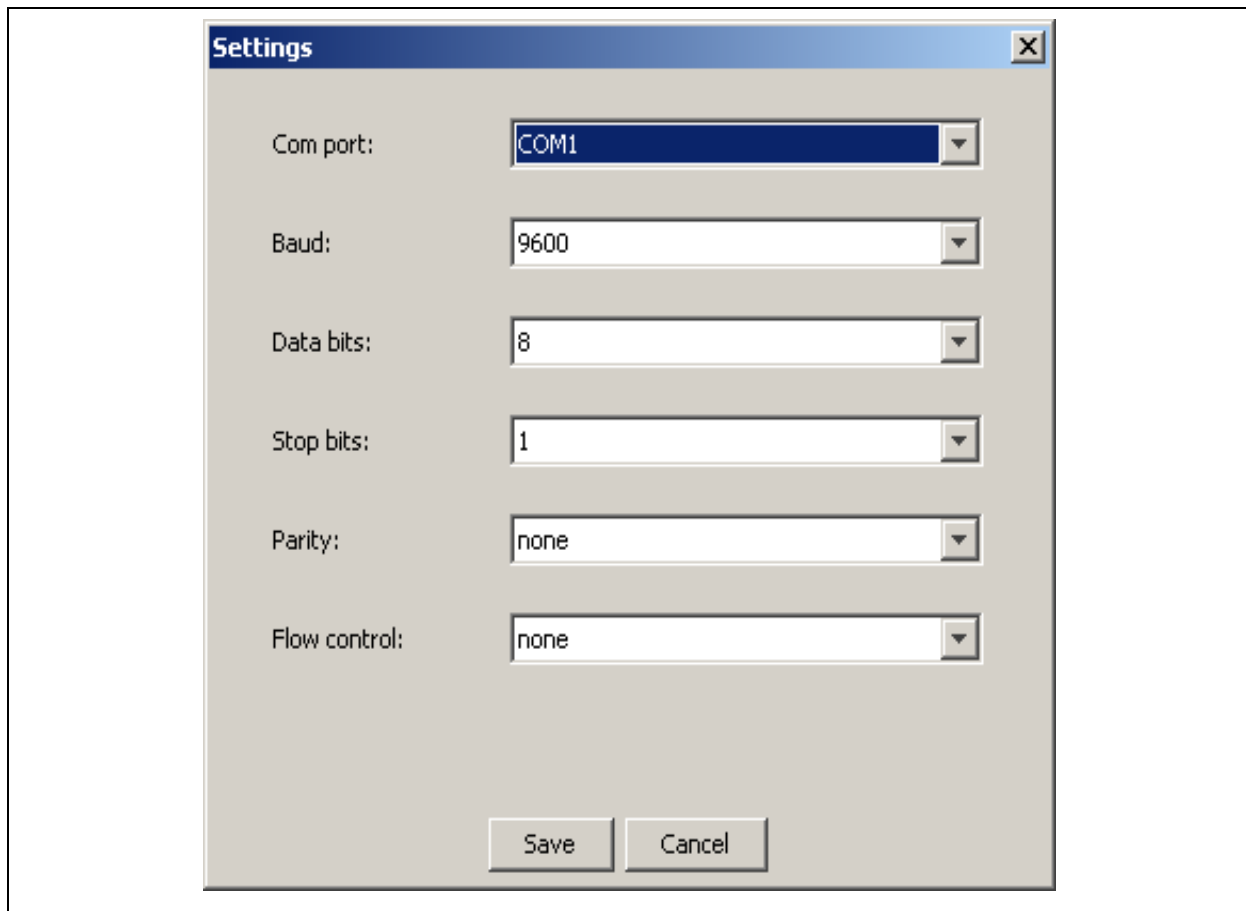 Settings
Com port: COM1
Baud: 9600
Data bits: 8
Stop bits: 1
Parity: none
Flow control: none
Save Cancel